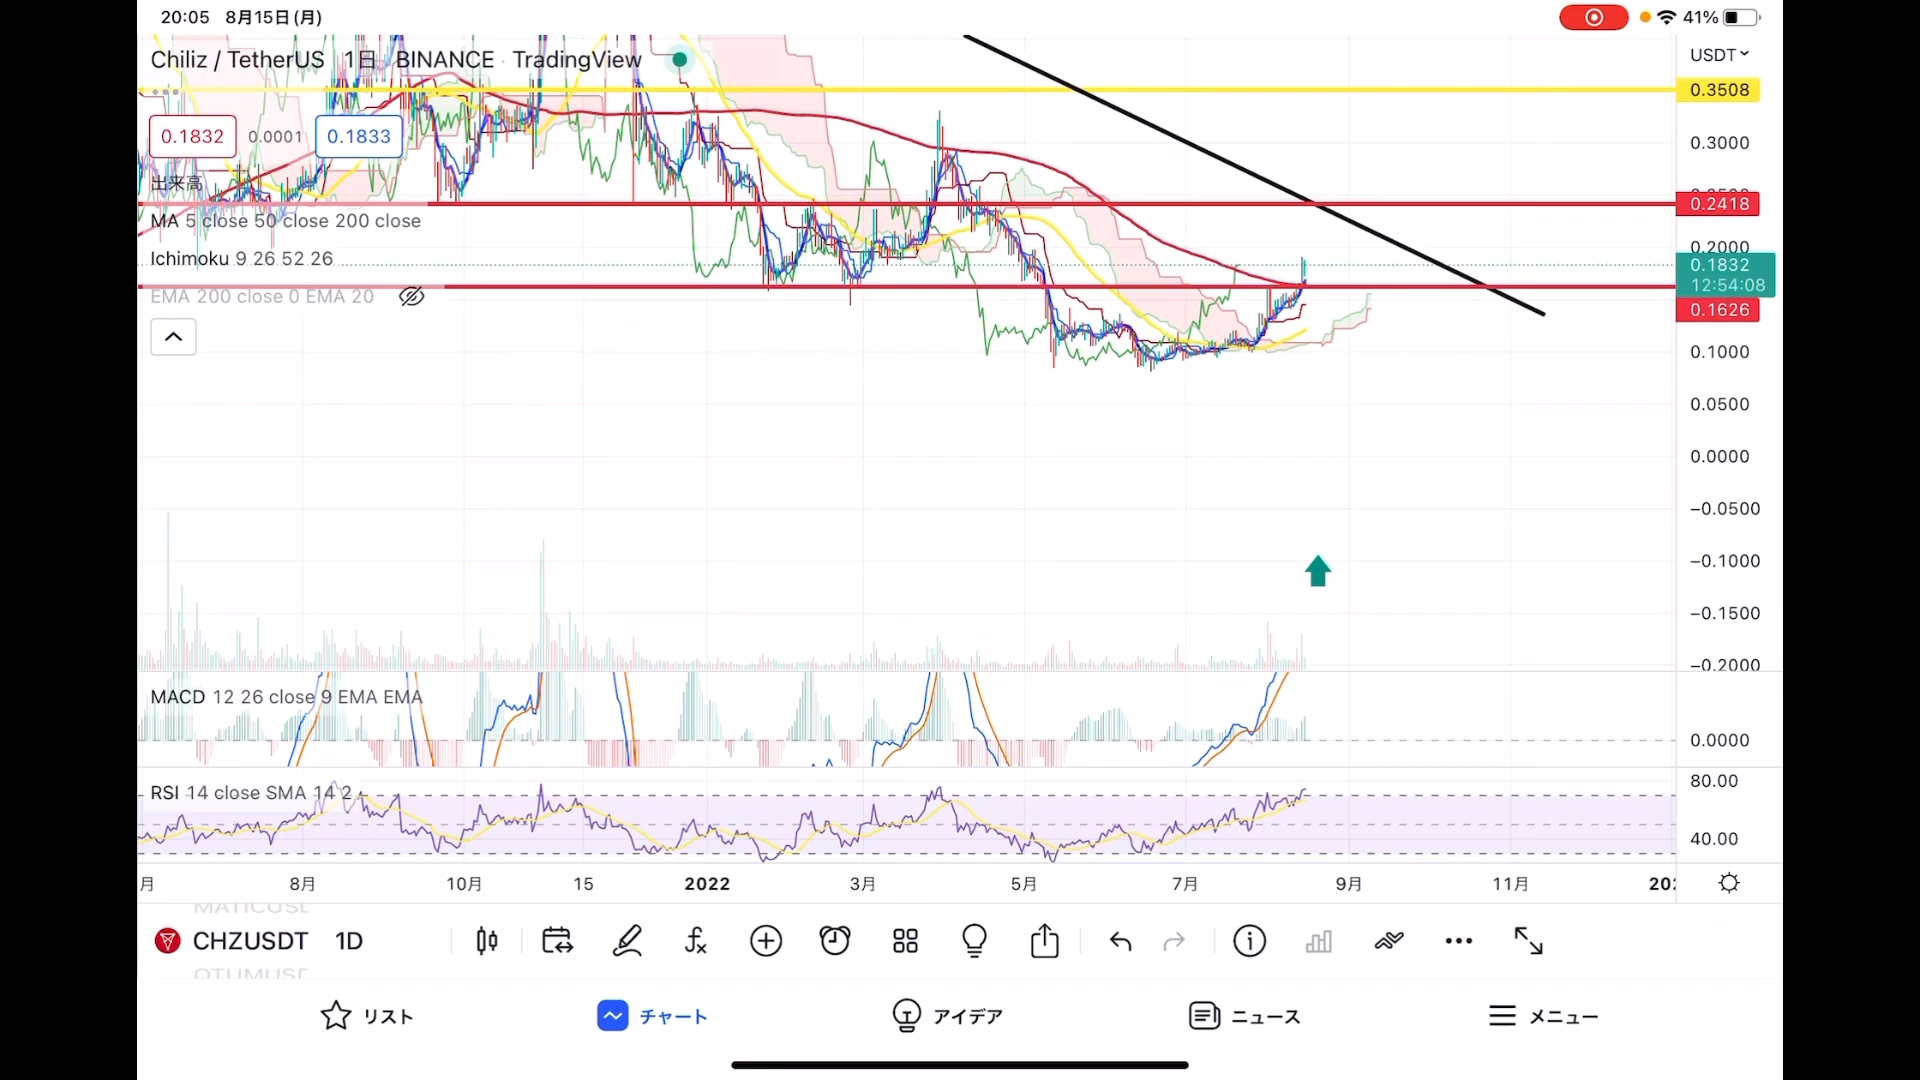 20:05 8月15日(月)
41%
Chiliz / TetherUS 1日 BINANCE · TradingView
USDT
0.3508
0.1832 0.0001 0.1833
0.3000
出来高
0.2418
MA 5 close 50 close 200 close
0.2000
Ichimoku 9 26 52 26
0.1832
12:54:08
EMA 200 close 0 EMA 20
0.1626
0.1000
0.0500
0.0000
−0.0500
−0.1000
−0.1500
−0.2000
MACD 12 26 close 9 EMA EMA
0.0000
80.00
RSI 14 close SMA 14 2
40.00
月 8月 10月 15 2022 3月 5月 7月 9月 11月
CHZUSDT 1D
リスト チャート アイデア ニュース メニュー